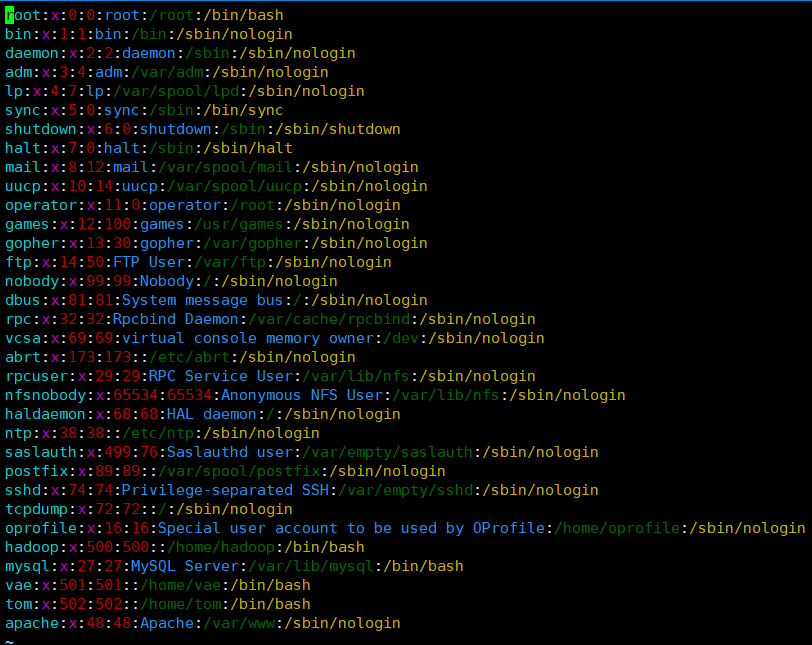 root:x:0:0:root:/root:/bin/bash
bin:x:1:1:bin:/bin:/sbin/nologin
daemon:x:2:2:daemon:/sbin:/sbin/nologin
adm:x:3:4:adm:/var/adm:/sbin/nologin
lp:x:4:7:lp:/var/spool/lpd:/sbin/nologin
sync:x:5:0:sync:/sbin:/bin/sync
shutdown:x:6:0:shutdown:/sbin:/sbin/shutdown
halt:x:7:0:halt:/sbin:/sbin/halt
mail:x:8:12:mail:/var/spool/mail:/sbin/nologin
uucp:x:10:14:uucp:/var/spool/uucp:/sbin/nologin
operator:x:11:0:operator:/root:/sbin/nologin
games:x:12:100:games:/usr/games:/sbin/nologin
gopher:x:13:30:gopher:/var/gopher:/sbin/nologin
ftp:x:14:50:FTP User:/var/ftp:/sbin/nologin
nobody:x:99:99:Nobody:/:/sbin/nologin
dbus:x:81:81:System message bus:/:/sbin/nologin
rpc:x:32:32:Rpcbind Daemon:/var/cache/rpcbind:/sbin/nologin
vcsa:x:69:69:virtual console memory owner:/dev:/sbin/nologin
abrt:x:173:173::/etc/abrt:/sbin/nologin
rpcuser:x:29:29:RPC Service User:/var/lib/nfs:/sbin/nologin
nfsnobody:x:65534:65534:Anonymous NFS User:/var/lib/nfs:/sbin/nologin
haldaemon:x:68:68:HAL daemon:/:/sbin/nologin
ntp:x:38:38::/etc/ntp:/sbin/nologin
saslauth:x:499:76:Saslauthd user:/var/empty/saslauth:/sbin/nologin
postfix:x:89:89::/var/spool/postfix:/sbin/nologin
sshd:x:74:74:Privilege-separated SSH:/var/empty/sshd:/sbin/nologin
tcpdump:x:72:72::/:/sbin/nologin
oprofile:x:16:16:Special user account to be used by OProfile:/home/oprofile:/sbin/nologin
hadoop:x:500:500::/home/hadoop:/bin/bash
mysql:x:27:27:MySQL Server:/var/lib/mysql:/bin/bash
vae:x:501:501::/home/vae:/bin/bash
tom:x:502:502::/home/tom:/bin/bash
apache:x:48:48:Apache:/var/www:/sbin/nologin
~